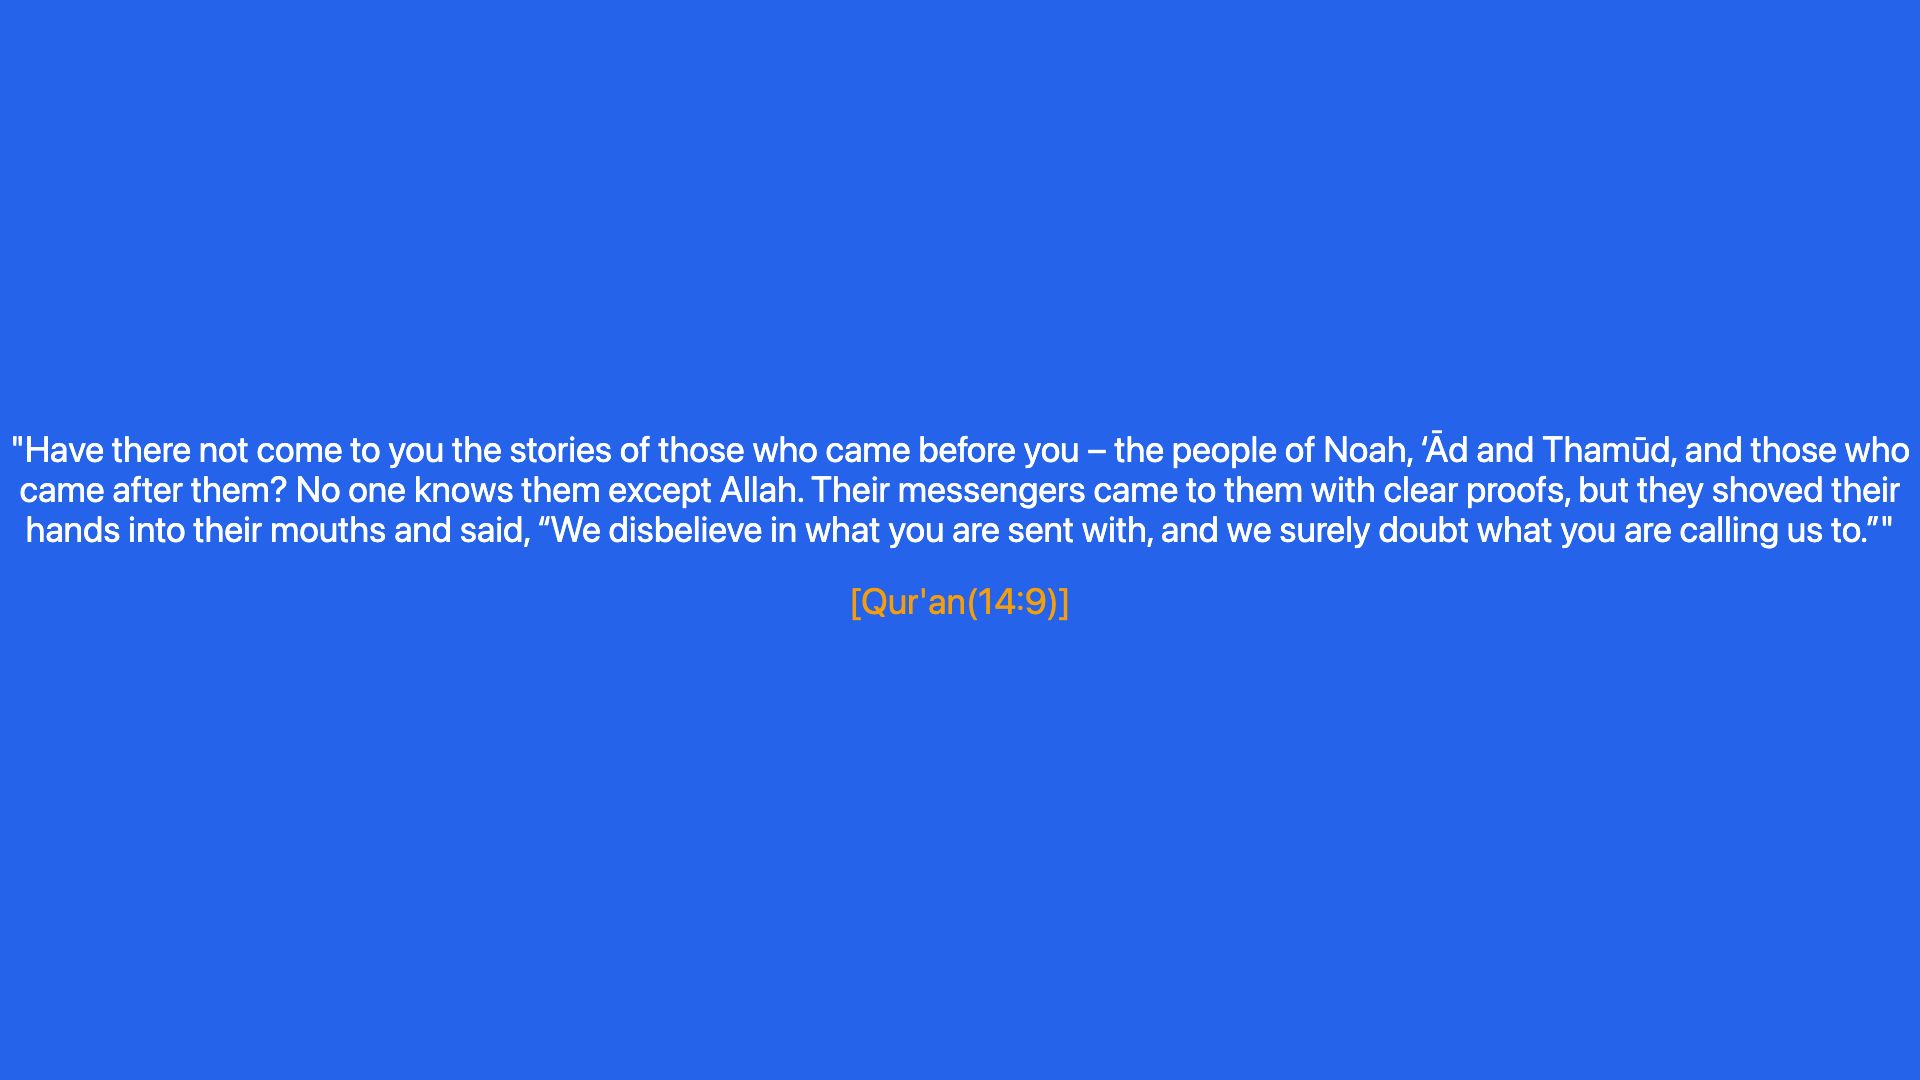 "Have there not come to you the stories of those who came before you – the people of Noah, ‘Ād and Thamūd, and those who
came after them? No one knows them except Allah. Their messengers came to them with clear proofs, but they shoved their
hands into their mouths and said, “We disbelieve in what you are sent with, and we surely doubt what you are calling us to.”"
[Qur'an(14:9)]